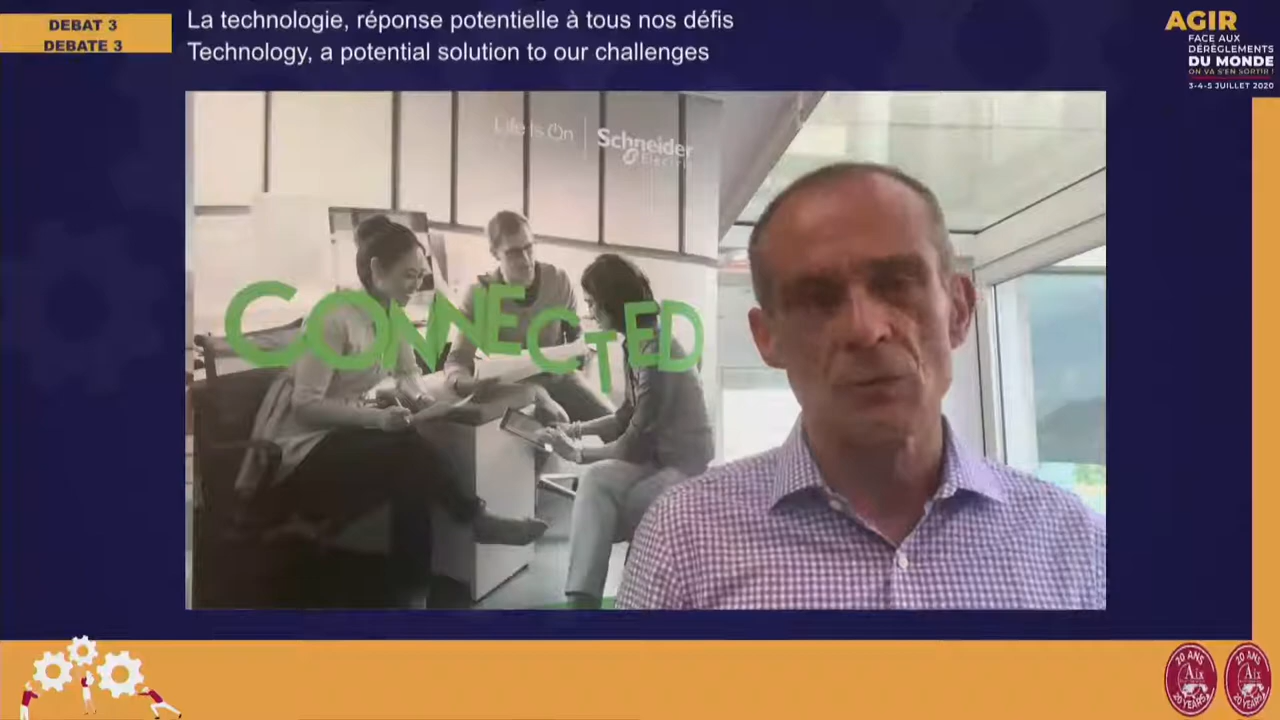 DEBAT 3
DEBATE 3
La technologie, réponse potentielle à tous nos défis
Technology, a potential solution to our challenges
AGIR
FACE AUX
DÉRÈGLEMENTS
DU MONDE
ON VA S'EN SORTIR !
3-4-5 JUILLET 2020
Life Is On
Schneider
Electric
CONNECTED
20 ANS
Aix
20 YEARS
20 ANS
Aix
20 YEARS